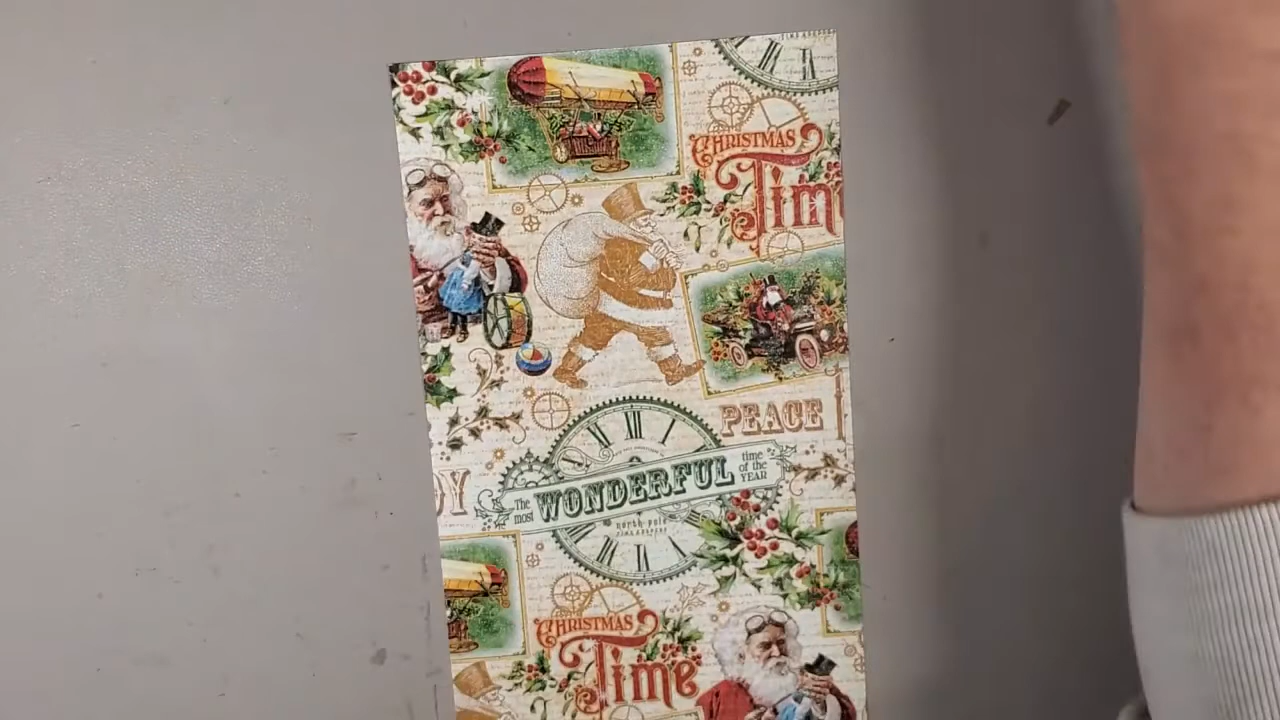 CHRISTMAS
Time
PEACE
The most WONDERFUL time of the YEAR
north pole
CHRISTMAS
Time